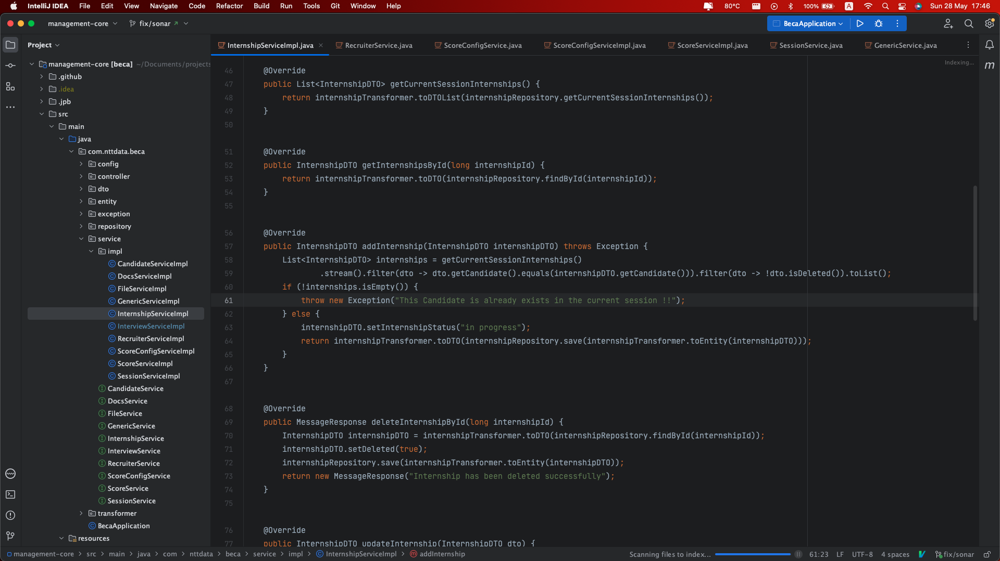 IntelliJ IDEA File Edit View Navigate Code Refactor Build Run Tools Git Window Help 80°C 100% A Sun 28 May 17:46
management-core fix/sonar BecaApplication
Project
InternshipServiceImpl.java RecruiterService.java ScoreConfigService.java ScoreConfigServiceImpl.java ScoreServiceImpl.java SessionService.java GenericService.java
Indexing...
management-core [beca] ~/Documents/projects
.github
.idea
.jpb
src
main
java
com.nttdata.beca
config
controller
dto
entity
exception
repository
service
impl
CandidateServiceImpl
DocsServiceImpl
FileServiceImpl
GenericServiceImpl
InternshipServiceImpl
InterviewServiceImpl
RecruiterServiceImpl
ScoreConfigServiceImpl
ScoreServiceImpl
SessionServiceImpl
CandidateService
DocsService
FileService
GenericService
InternshipService
InterviewService
RecruiterService
ScoreConfigService
ScoreService
SessionService
transformer
BecaApplication
resources
46 @Override
47 public List<InternshipDTO> getCurrentSessionInternships() {
48 return internshipTransformer.toDTOList(internshipRepository.getCurrentSessionInternships());
49 }
50
51 @Override
52 public InternshipDTO getInternshipsById(long internshipId) {
53 return internshipTransformer.toDTO(internshipRepository.findById(internshipId));
54 }
55
56 @Override
57 public InternshipDTO addInternship(InternshipDTO internshipDTO) throws Exception {
58 List<InternshipDTO> internships = getCurrentSessionInternships()
59 .stream().filter(dto -> dto.getCandidate().equals(internshipDTO.getCandidate())).filter(dto -> !dto.isDeleted()).toList();
60 if (!internships.isEmpty()) {
61 throw new Exception("This Candidate is already exists in the current session !!");
62 } else {
63 internshipDTO.setInternshipStatus("in progress");
64 return internshipTransformer.toDTO(internshipRepository.save(internshipTransformer.toEntity(internshipDTO)));
65 }
66 }
67
68 @Override
69 public MessageResponse deleteInternshipById(long internshipId) {
70 InternshipDTO internshipDTO = internshipTransformer.toDTO(internshipRepository.findById(internshipId));
71 internshipDTO.setDeleted(true);
72 internshipRepository.save(internshipTransformer.toEntity(internshipDTO));
73 return new MessageResponse("Internship has been deleted successfully");
74 }
75
76 @Override
77 public InternshipDTO updateInternship(InternshipDTO dto) {
management-core > src > main > java > com > nttdata > beca > service > impl > InternshipServiceImpl > addInternship Scanning files to index... 61:23 LF UTF-8 4 spaces fix/sonar